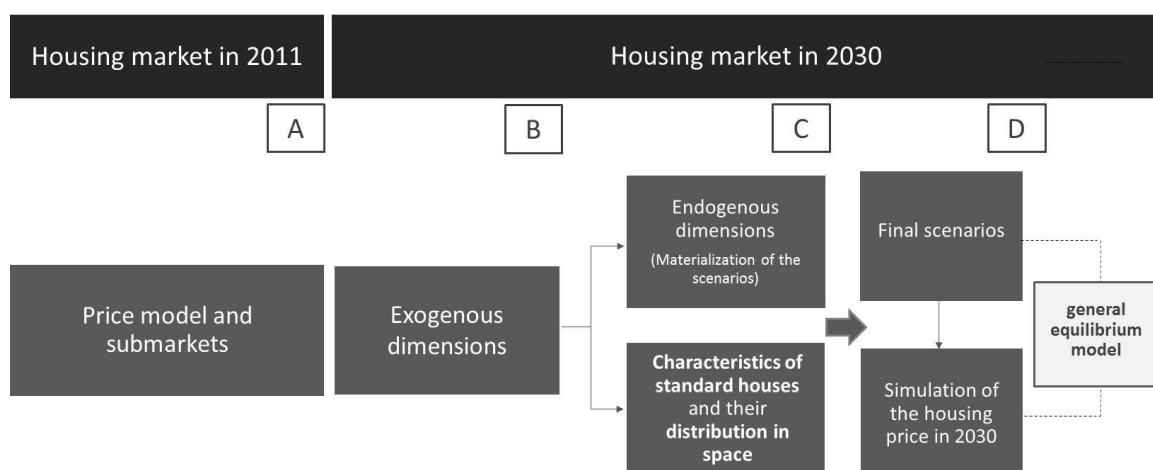 Housing market in 2011
Housing market in 2030
A
B
C
D
Price model and
submarkets
Exogenous
dimensions
Endogenous
dimensions
(Materialization of the
scenarios)
Characteristics of
standard houses
and their
distribution in
space
Final scenarios
Simulation of
the housing
price in 2030
general
equilibrium
model